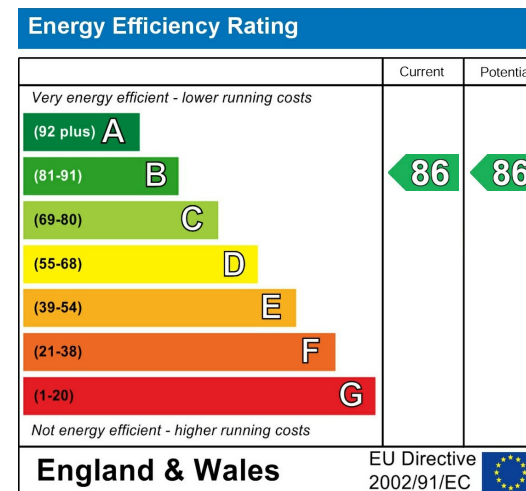 Energy Efficiency Rating
Current Potentia
Very energy efficient - lower running costs
(92 plus) A
(81-91) B 86 86
(69-80) C
(55-68) D
(39-54) E
(21-38) F
(1-20) G
Not energy efficient - higher running costs
England & Wales
EU Directive
2002/91/EC